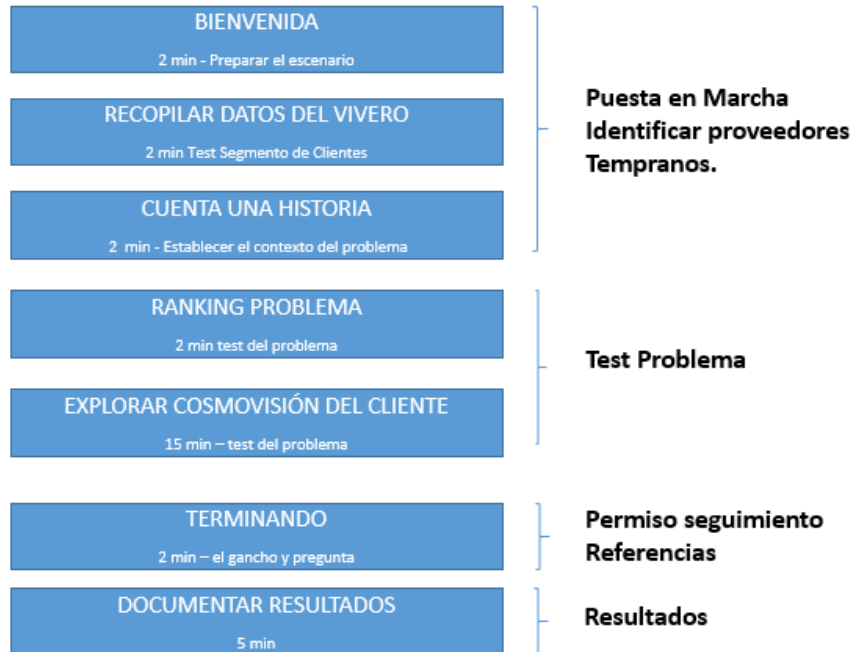 BIENVENIDA
2 min - Preparar el escenario
RECOPILAR DATOS DEL VIVERO
2 min Test Segmento de Clientes
CUENTA UNA HISTORIA
2 min - Establecer el contexto del problema
Puesta en Marcha
Identificar proveedores
Tempranos.
RANKING PROBLEMA
2 min test del problema
EXPLORAR COSMOVISIÓN DEL CLIENTE
15 min – test del problema
Test Problema
TERMINANDO
2 min – el gancho y pregunta
Permiso seguimiento
Referencias
DOCUMENTAR RESULTADOS
5 min
Resultados